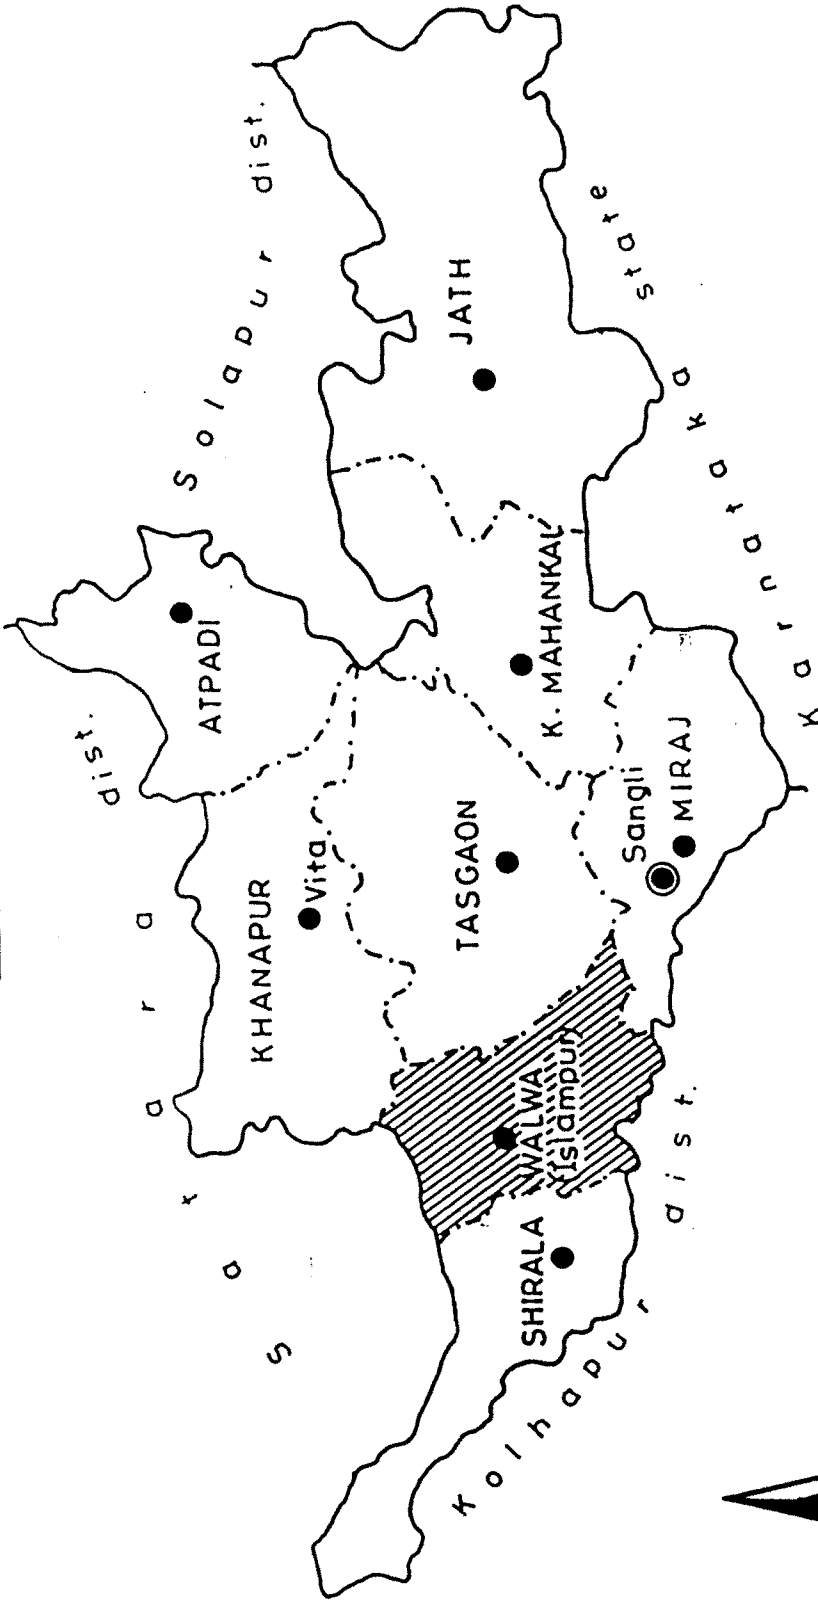 Satara dist.
Solapur dist.
ATPADI
KHANAPUR
Vita
JATH
TASGAON
K. MAHANKAL
Sangli
MIRAJ
WALWA
(Islampur)
SHIRALA
Kolhapur dist.
Karnataka state